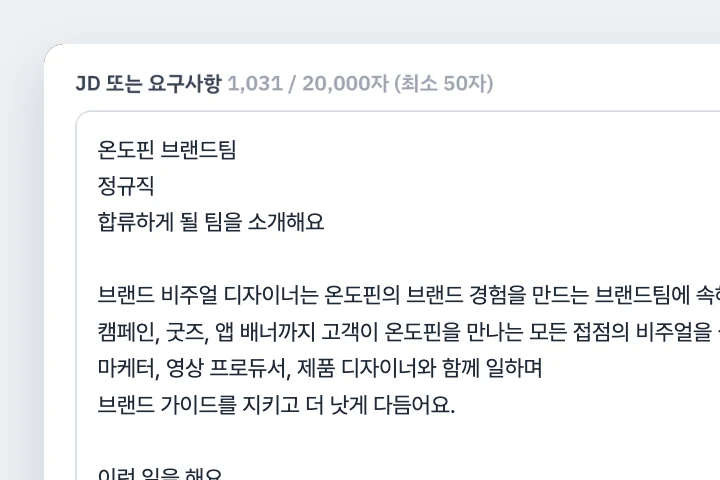 JD 또는 요구사항 1,031 / 20,000자 (최소 50자)
온도핀 브랜드팀
정규직
합류하게 될 팀을 소개해요
브랜드 비주얼 디자이너는 온도핀의 브랜드 경험을 만드는 브랜드팀에
캠페인, 굿즈, 앱 배너까지 고객이 온도핀을 만나는 모든 접점의 비주얼을
마케터, 영상 프로듀서, 제품 디자이너와 함께 일하며
브랜드 가이드를 지키고 더 낫게 다듬어요.
이런 일을 해요